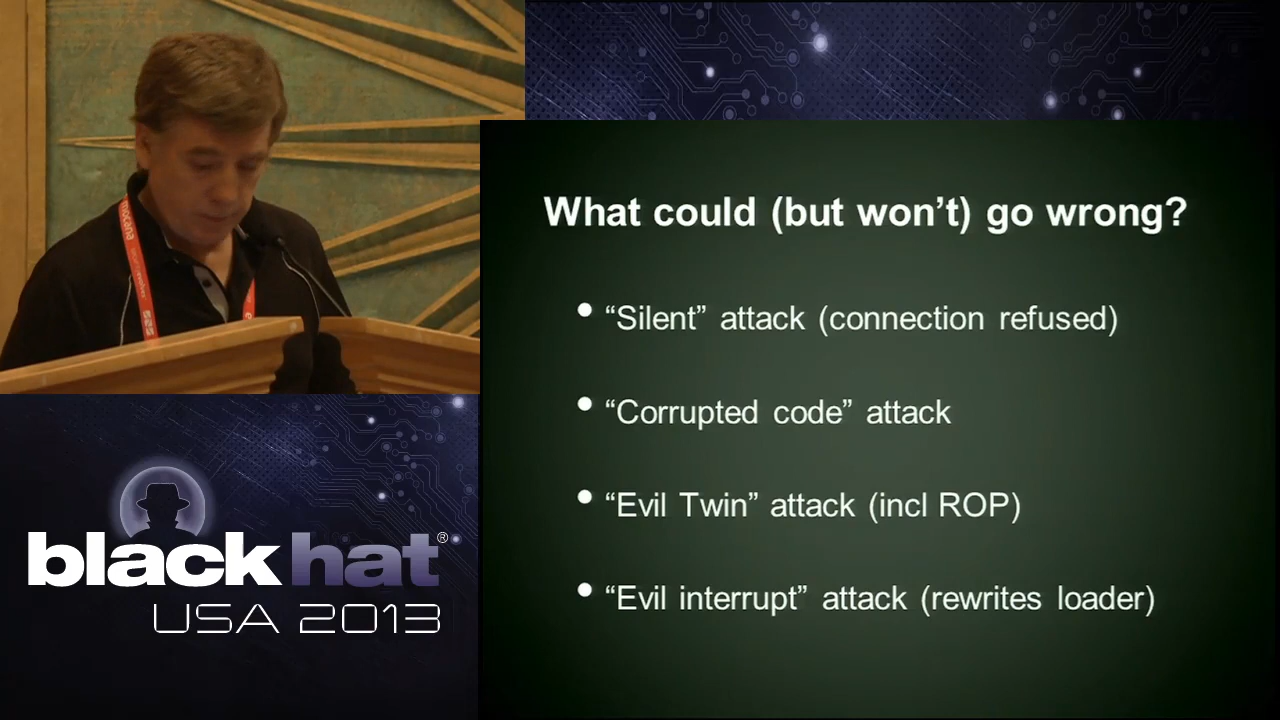 What could (but won’t) go wrong?
“Silent” attack (connection refused)
“Corrupted code” attack
“Evil Twin” attack (incl ROP)
“Evil interrupt” attack (rewrites loader)
black hat®
USA 2013